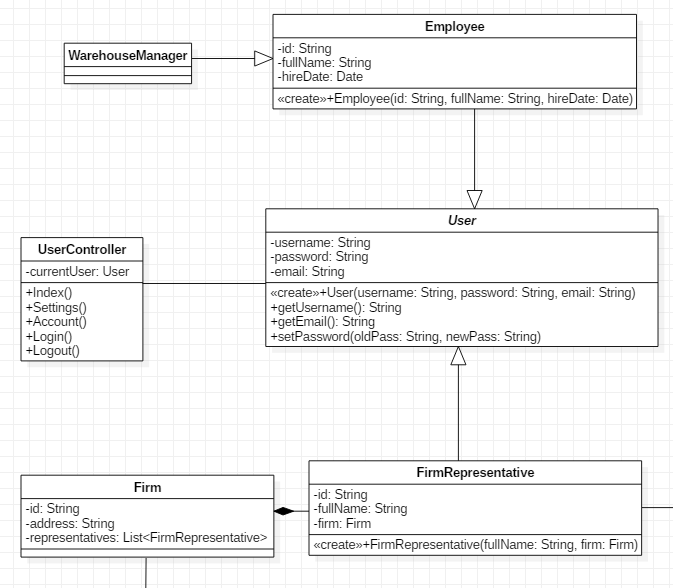 Employee
-id: String
-fullName: String
-hireDate: Date
«create»+Employee(id: String, fullName: String, hireDate: Date)
WarehouseManager
User
-username: String
-password: String
-email: String
«create»+User(username: String, password: String, email: String)
+getUsername(): String
+getEmail(): String
+setPassword(oldPass: String, newPass: String)
UserController
-currentUser: User
+Index()
+Settings()
+Account()
+Login()
+Logout()
FirmRepresentative
-id: String
-fullName: String
-firm: Firm
«create»+FirmRepresentative(fullName: String, firm: Firm)
Firm
-id: String
-address: String
-representatives: List<FirmRepresentative>